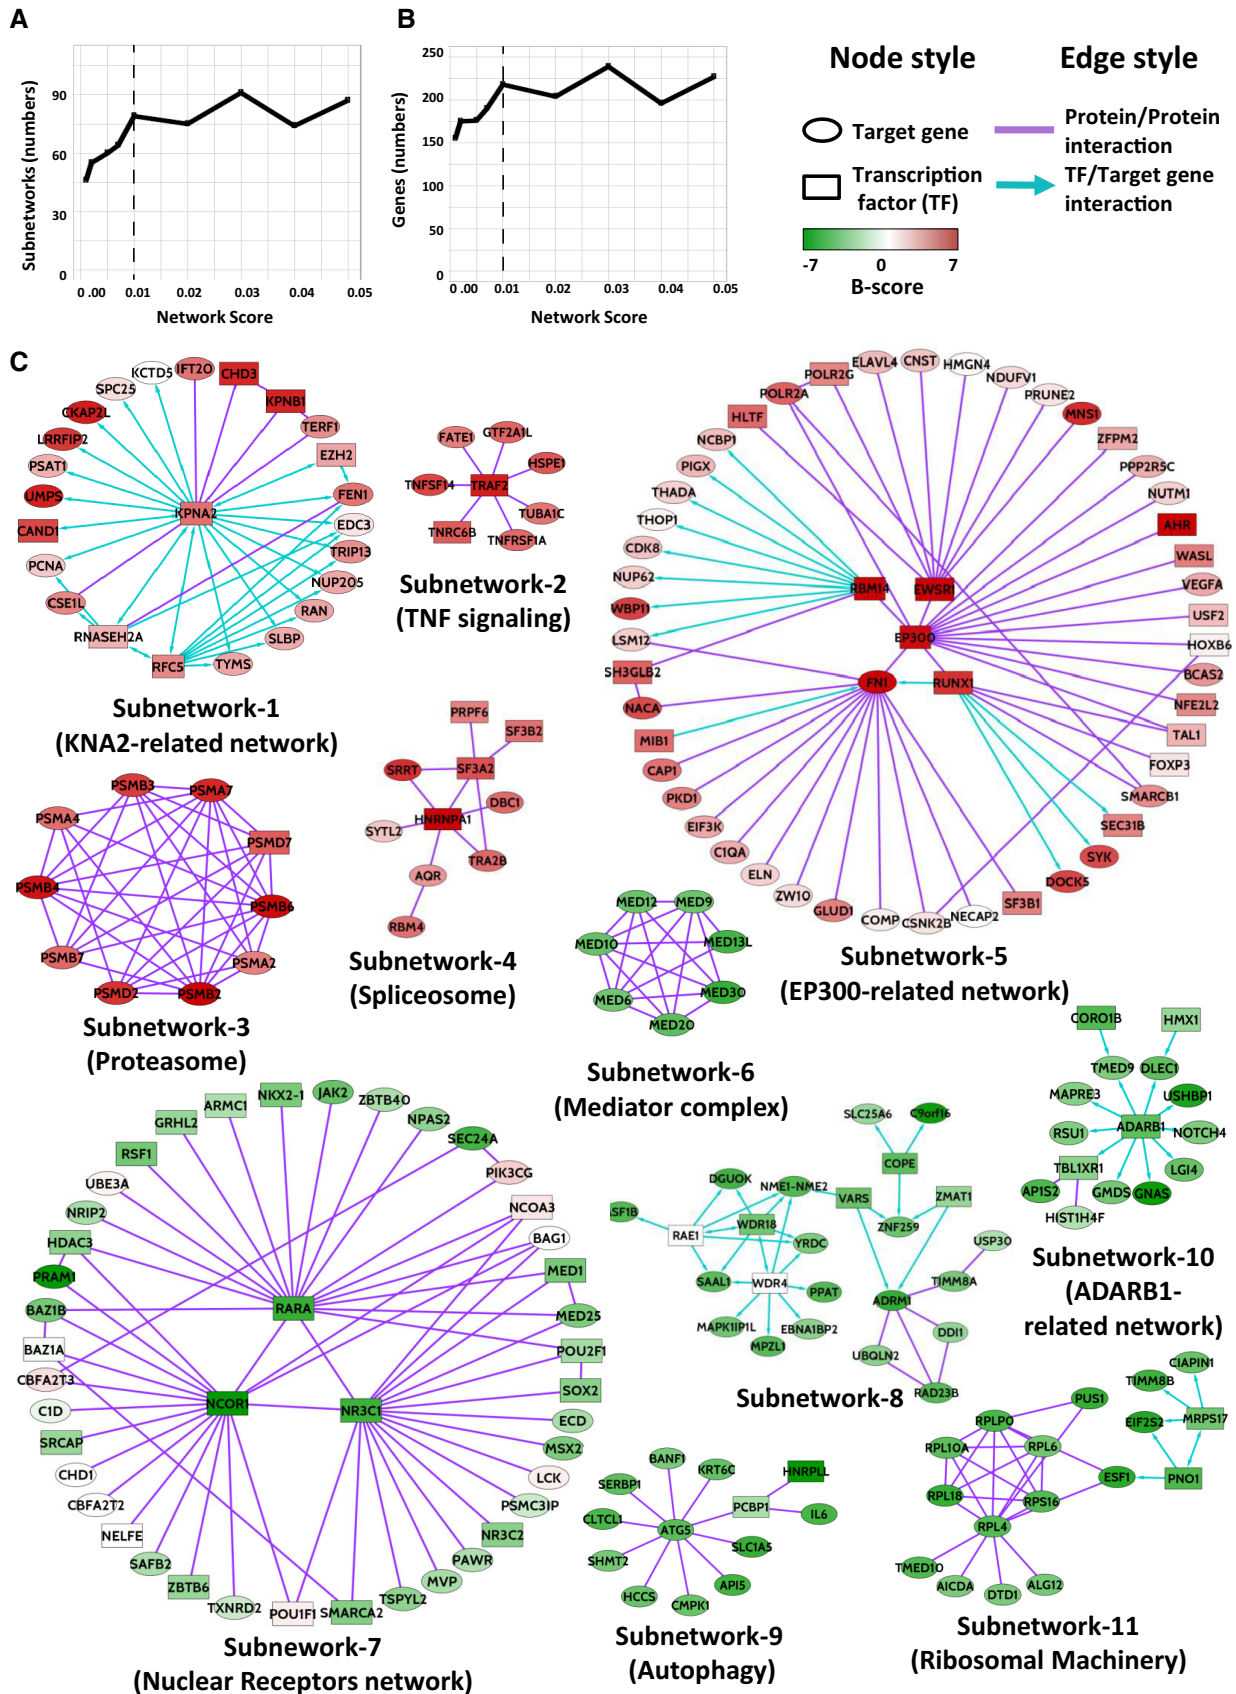 A
B
Subnetworks (numbers)
90
60
30
0
0 .00
0.01
0.02
0.03
0.04
0.05
Network Score
Genes (numbers)
250
200
150
100
50
0
0 .00
0.01
0.02
0.03
0.04
0.05
Network Score
Node style
Edge style
Target gene
Protein/Protein
interaction
Transcription
factor (TF)
TF/Target gene
interaction
-7
0
7
B-score
C
KCTD5
IFT20
CHD3
SPC25
KPNB1
CKAP2L
TERF1
LRRFIP2
EZH2
PSAT1
FEN1
UMPS
KPNA2
EDC3
CAND1
TRIP13
PCNA
NUP205
CSE1L
RAN
RNASEH2A
SLBP
RFC5
TYMS
Subnetwork-1
(KNA2-related network)
FATE1
GTF2A1L
HSPE1
TNFSF14
TRAF2
TUBA1C
TNRC6B
TNFRSF1A
Subnetwork-2
(TNF signaling)
PSMB3
PSMA7
PSMA4
PSMD7
PSMB4
PSMB6
PSMB7
PSMA2
PSMD2
PSMB2
Subnetwork-3
(Proteasome)
PRPF6
SF3B2
SRRT
SF3A2
DBC1
HNRNPA1
SYTL2
TRA2B
AQR
RBM4
Subnetwork-4
(Spliceosome)
ELAVL4
CNST
HMGN4
POLR2G
NDUFV1
POLR2A
PRUNE2
HLTF
MNS1
NCBP1
ZFPM2
PIGX
PPP2R5C
THADA
NUTM1
THOP1
AHR
CDK8
WASL
NUP62
RBM14
EWSR1
VEGFA
WBP11
USF2
LSM12
EP300
HOXB6
SH3GLB2
FN1
RUNX1
BCAS2
NACA
NFE2L2
MIB1
TAL1
CAP1
FOXP3
PKD1
SMARCB1
EIF3K
SEC31B
C1QA
SYK
ELN
DOCK5
ZW10
SF3B1
GLUD1
COMP
CSNK2B
NECAP2
Subnetwork-5
(EP300-related network)
MED12
MED9
MED10
MED13L
MED6
MED30
MED20
Subnetwork-6
(Mediator complex)
NKX2-1
JAK2
ZBTB40
ARMC1
NPAS2
GRHL2
SEC24A
RSF1
PIK3CG
UBE3A
NCOA3
NRIP2
BAG1
HDAC3
MED1
PRAM1
RARA
MED25
BAZ1B
POU2F1
BAZ1A
SOX2
CBFA2T3
NCOR1
NR3C1
ECD
C1D
MSX2
SRCAP
LCK
CHD1
PSMC3IP
CBFA2T2
NR3C2
NELFE
PAWR
SAFB2
MVP
ZBTB6
TSPYL2
TXNRD2
POU1F1
SMARCA2
Subnework-7
(Nuclear Receptors network)
SLC25A6
C9orf16
COPE
DGUOK
NME1-NME2
VARS
ZMAT1
SF1B
RAE1
WDR18
ZNF259
YRDC
USP30
SAAL1
WDR4
TIMM8A
PPAT
ADRM1
MAPK1IP1L
EBNA1BP2
DDI1
MPZL1
UBQLN2
RAD23B
Subnetwork-8
BANF1
KRT6C
HNRPLL
SERBP1
PCBP1
IL6
CLTCL1
ATG5
SLC1A5
SHMT2
API5
HCCS
CMPK1
Subnetwork-9
(Autophagy)
CORO1B
HMX1
TMED9
DLEC1
MAPRE3
USHBP1
RSU1
ADARB1
NOTCH4
TBL1XR1
LGI4
AP1S2
GMDS
GNAS
HIST1H4F
Subnetwork-10
(ADARB1-
related network)
CIAPIN1
TIMM8B
PUS1
RPLP0
EIF2S2
MRPS17
RPL10A
RPL6
ESF1
PNO1
RPL18
RPS16
RPL4
TMED10
AICDA
DTD1
ALG12
Subnetwork-11
(Ribosomal Machinery)